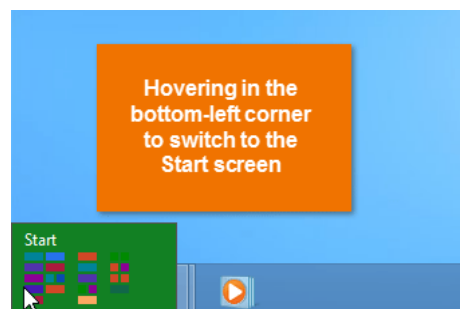 Hovering in the
bottom-left corner
to switch to the
Start screen
Start